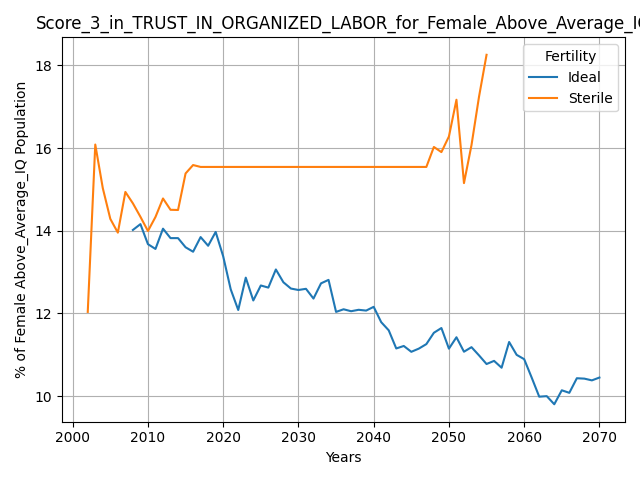 Score_3_in_TRUST_IN_ORGANIZED_LABOR_for_Female_Above_Average_IQ
Fertility
Ideal
Sterile
% of Female Above_Average_IQ Population
18
16
14
12
10
2000 2010 2020 2030 2040 2050 2060 2070
Years